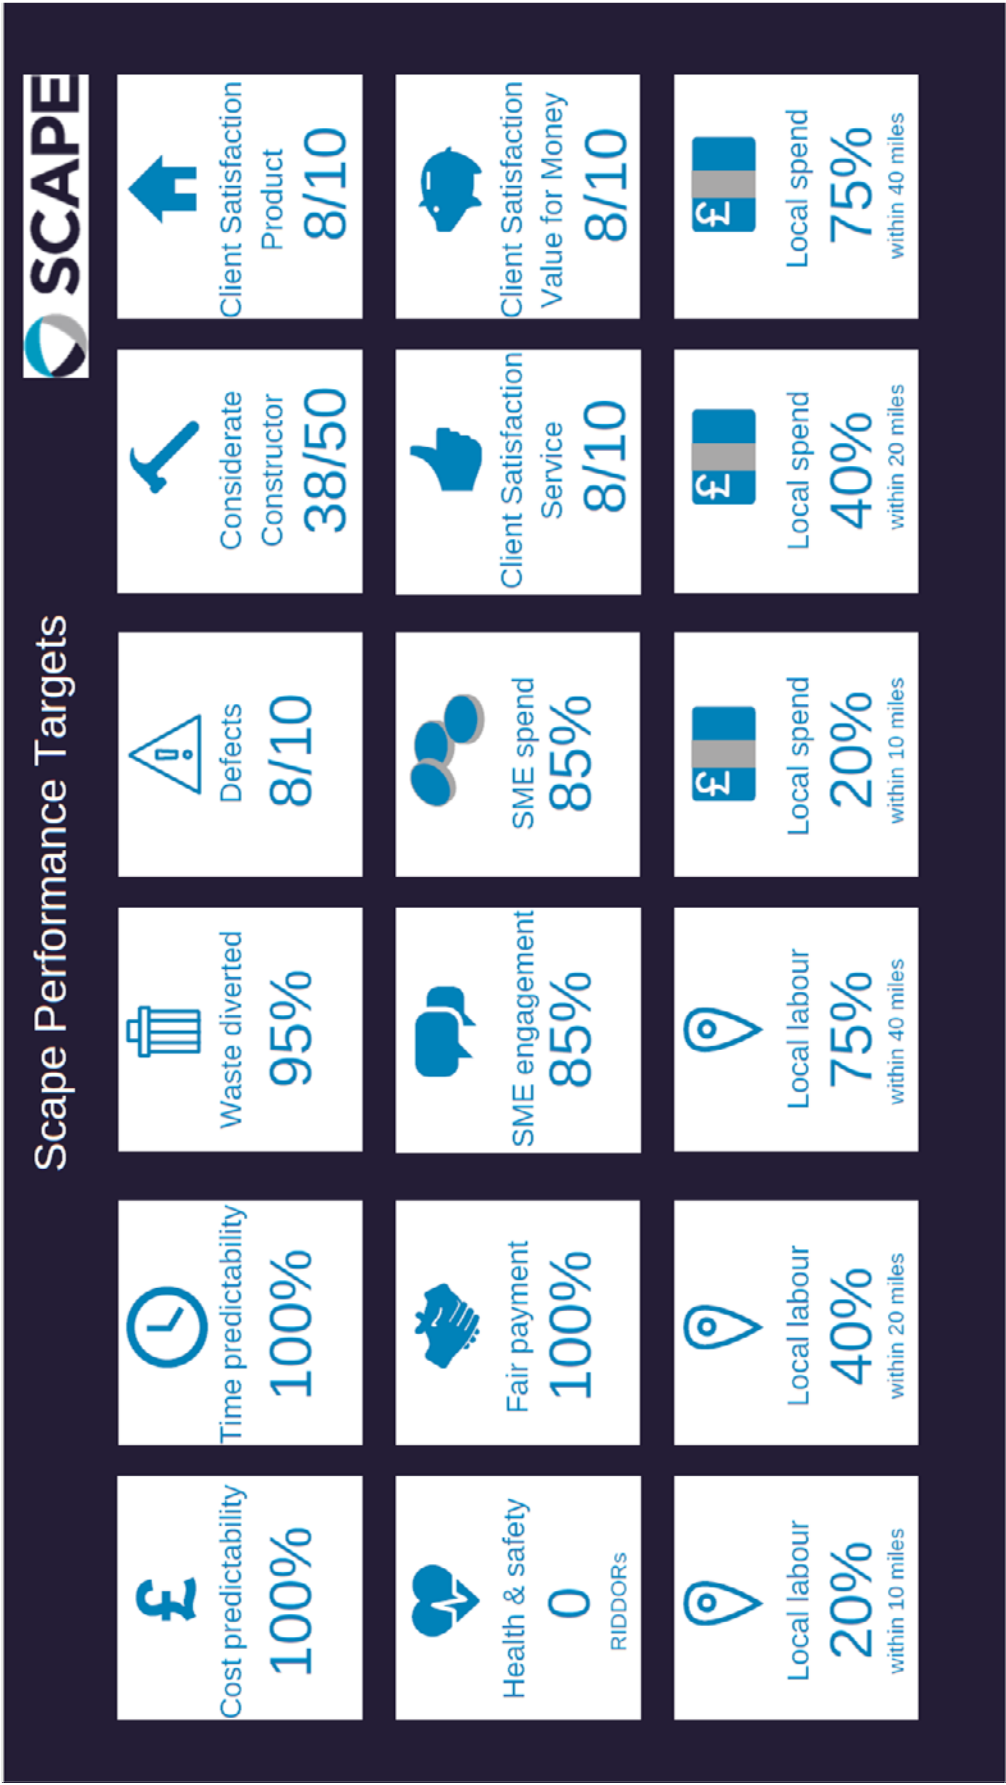 Scape Performance Targets
SCAPE
£
Cost predictability
100%
Time predictability
100%
Waste diverted
95%
Defects
8/10
Considerate
Constructor
38/50
Client Satisfaction
Product
8/10
Health & safety
0
RIDDORs
Fair payment
100%
SME engagement
85%
SME spend
85%
Client Satisfaction
Service
8/10
Client Satisfaction
Value for Money
8/10
Local labour
20%
within 10 miles
Local labour
40%
within 20 miles
Local labour
75%
within 40 miles
£
Local spend
20%
within 10 miles
£
Local spend
40%
within 20 miles
£
Local spend
75%
within 40 miles